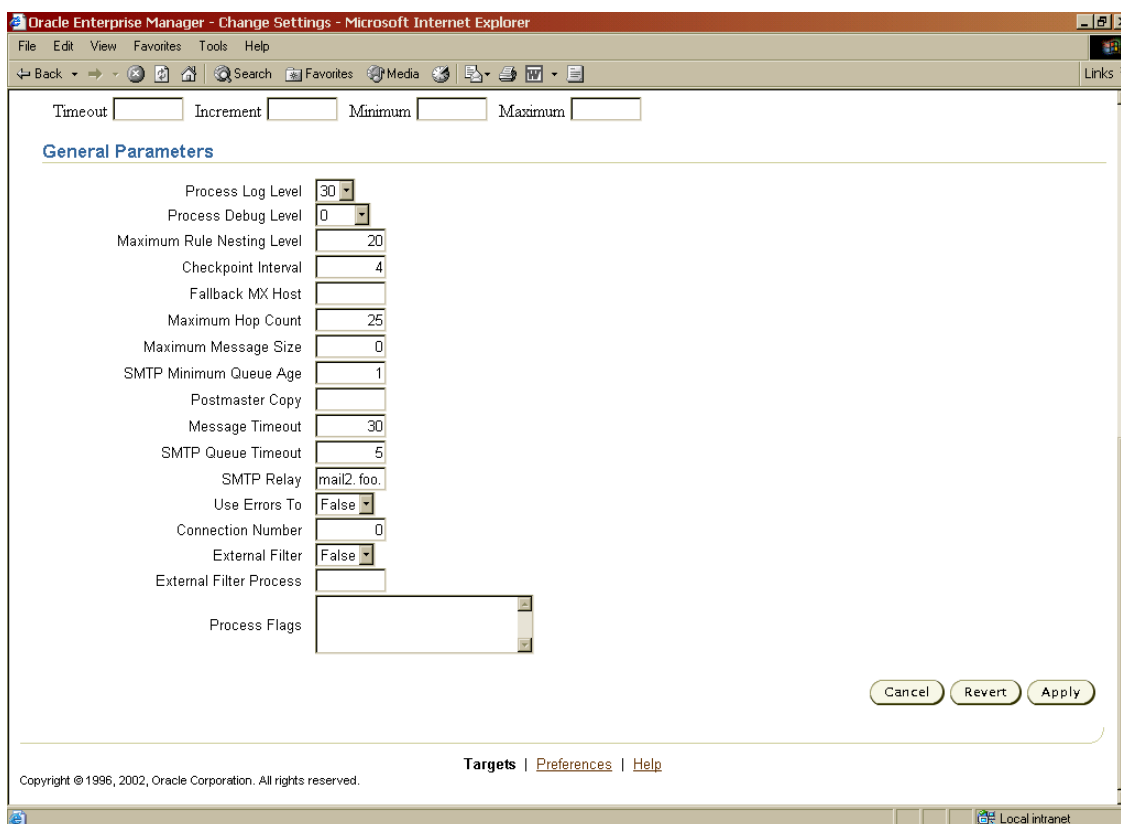 Oracle Enterprise Manager - Change Settings - Microsoft Internet Explorer
File Edit View Favorites Tools Help
Back Search Favorites Media Links
Timeout Increment Minimum Maximum
General Parameters
Process Log Level 30
Process Debug Level 0
Maximum Rule Nesting Level 20
Checkpoint Interval 4
Fallback MX Host
Maximum Hop Count 25
Maximum Message Size 0
SMTP Minimum Queue Age 1
Postmaster Copy
Message Timeout 30
SMTP Queue Timeout 5
SMTP Relay mail2.foo.
Use Errors To False
Connection Number 0
External Filter False
External Filter Process
Process Flags
Cancel Revert Apply
Targets | Preferences | Help
Copyright © 1996, 2002, Oracle Corporation. All rights reserved.
Local intranet